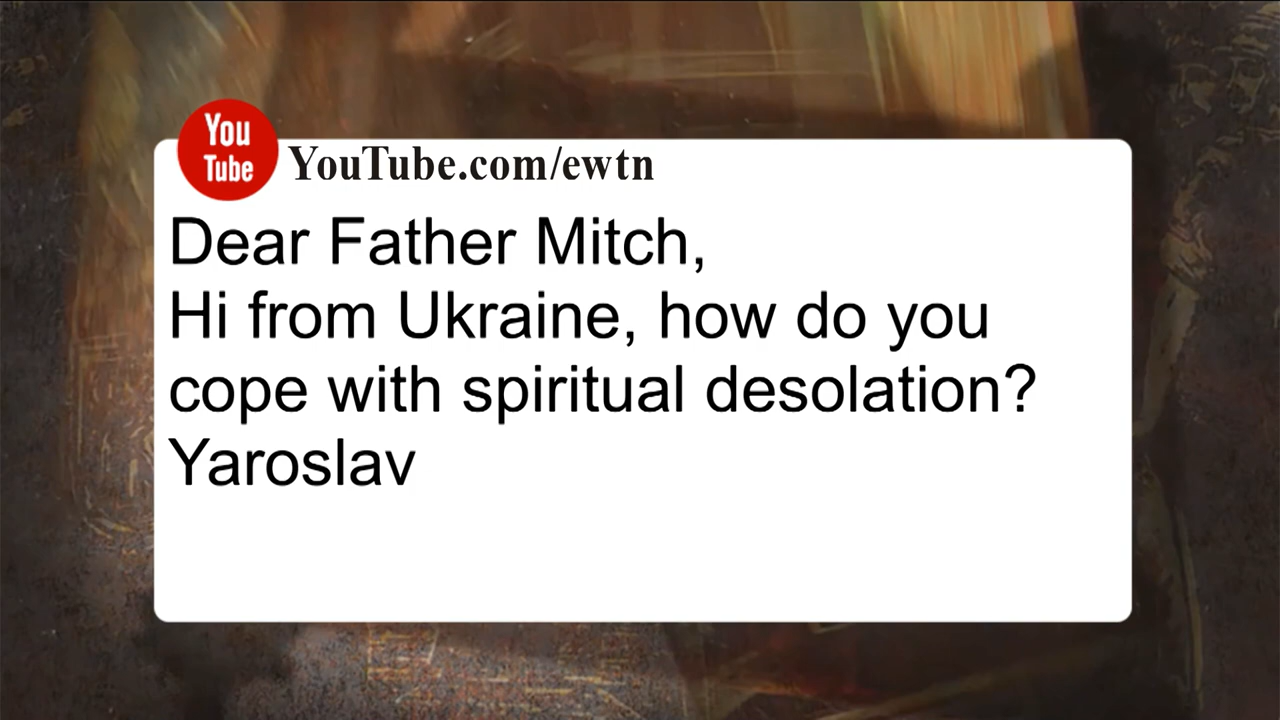 You
Tube
YouTube.com/ewtn
Dear Father Mitch,
Hi from Ukraine, how do you
cope with spiritual desolation?
Yaroslav